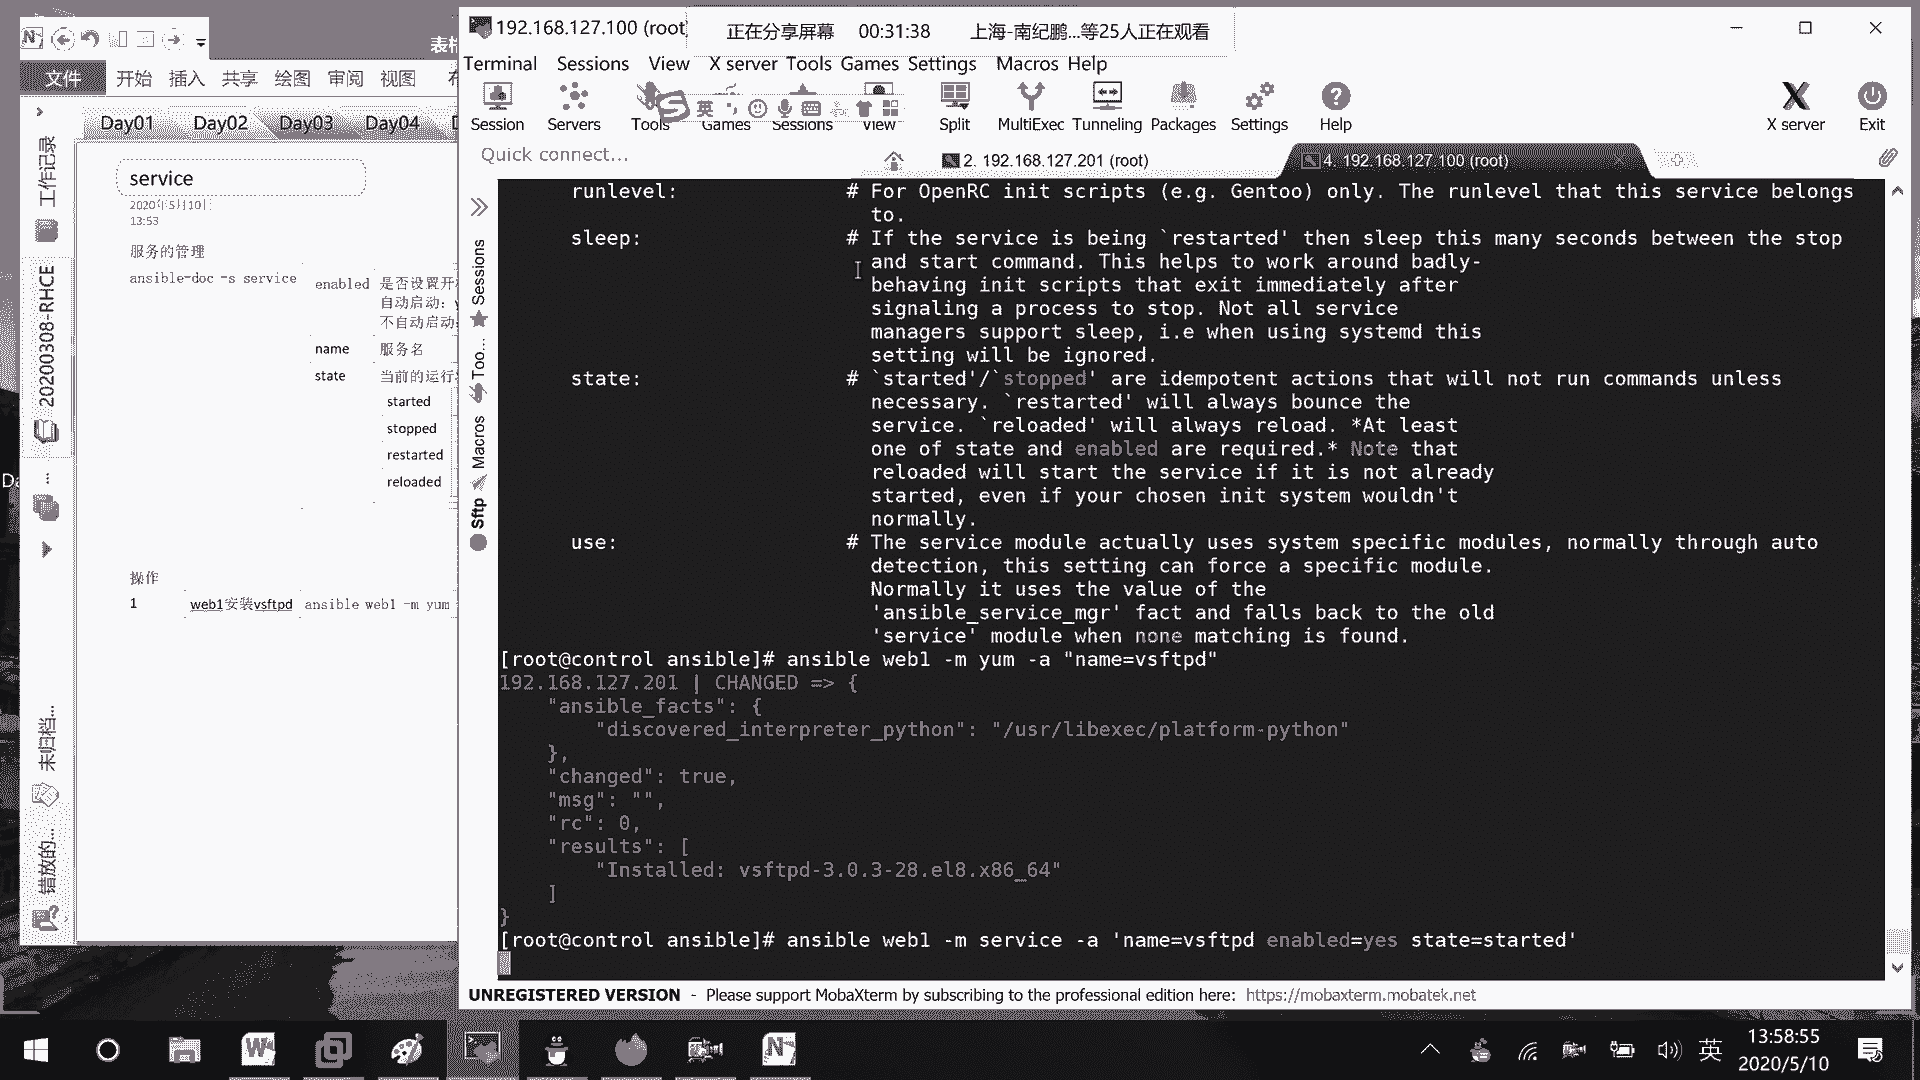 192.168.127.100 (root
正在分享屏幕 00:31:38 上海-南纪鹏...等25人正在观看
Terminal Sessions View X server Tools Games Settings Macros Help
Session Servers Tools Games Sessions View Split MultiExec Tunneling Packages Settings Help X server Exit
英
Quick connect...
2. 192.168.127.201 (root)
4. 192.168.127.100 (root)
Sessions
Too...
Macros
Sftp
文件 开始 插入 共享 绘图 审阅 视图
Day01 Day02 Day03 Day04
工作记录
20200308-RHCE
未归档...
错放的...
service
2020年5月10日
13:53
服务的管理
ansible-doc -s service
enabled 是否设置开
自动启动:
不自动启动
name 服务名
state 当前的运行
started
stopped
restarted
reloaded
操作
1 web1安装vsftpd ansible web1 -m yum
runlevel: # For OpenRC init scripts (e.g. Gentoo) only. The runlevel that this service belongs
to.
sleep: # If the service is being `restarted' then sleep this many seconds between the stop
and start command. This helps to work around badly-
behaving init scripts that exit immediately after
signaling a process to stop. Not all service
managers support sleep, i.e when using systemd this
setting will be ignored.
state: # `started'/`stopped' are idempotent actions that will not run commands unless
necessary. `restarted' will always bounce the
service. `reloaded' will always reload. *At least
one of state and enabled are required.* Note that
reloaded will start the service if it is not already
started, even if your chosen init system wouldn't
normally.
use: # The service module actually uses system specific modules, normally through auto
detection, this setting can force a specific module.
Normally it uses the value of the
'ansible_service_mgr' fact and falls back to the old
'service' module when none matching is found.
[root@control ansible]# ansible web1 -m yum -a "name=vsftpd"
192.168.127.201 | CHANGED => {
"ansible_facts": {
"discovered_interpreter_python": "/usr/libexec/platform-python"
},
"changed": true,
"msg": "",
"rc": 0,
"results": [
"Installed: vsftpd-3.0.3-28.el8.x86_64"
]
}
[root@control ansible]# ansible web1 -m service -a 'name=vsftpd enabled=yes state=started'
UNREGISTERED VERSION - Please support MobaXterm by subscribing to the professional edition here: https://mobaxterm.mobatek.net
英
13:58:55
2020/5/10